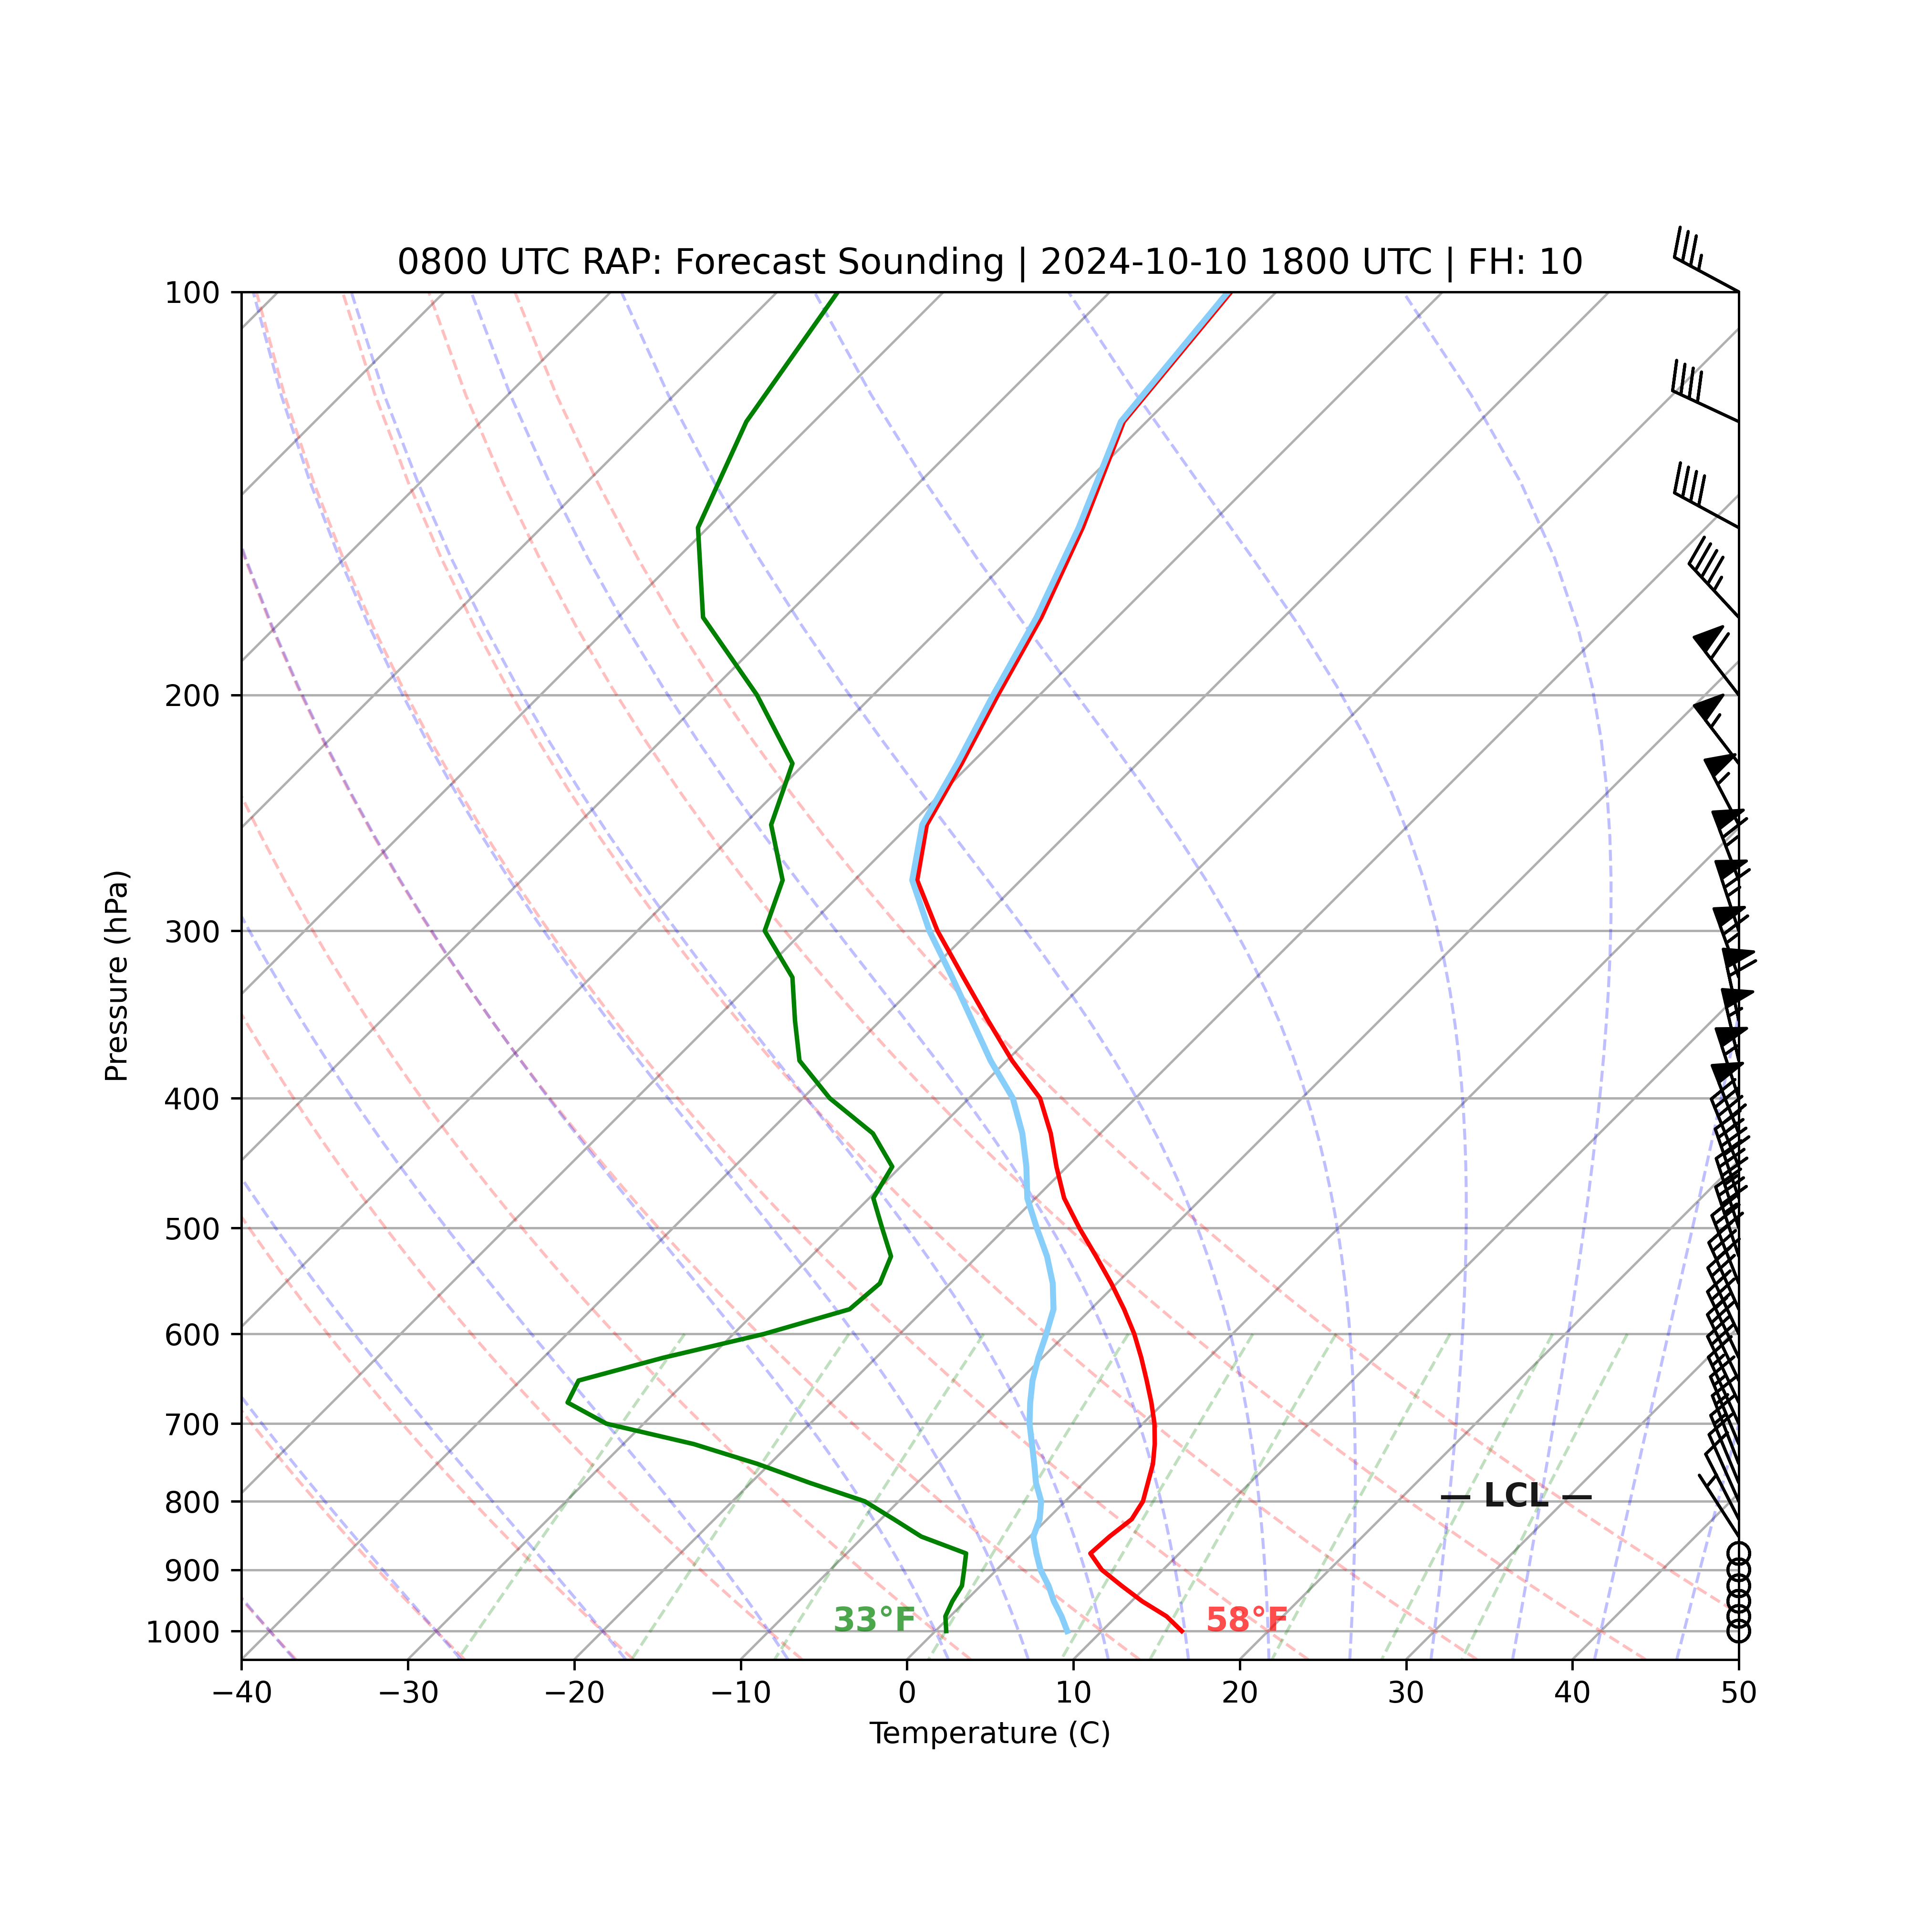 0800 UTC RAP: Forecast Sounding | 2024-10-10 1800 UTC | FH: 10
100
200
300
400
500
600
700
800
900
1000
Pressure (hPa)
— LCL —
33°F
58°F
−40 −30 −20 −10 0 10 20 30 40 50
Temperature (C)